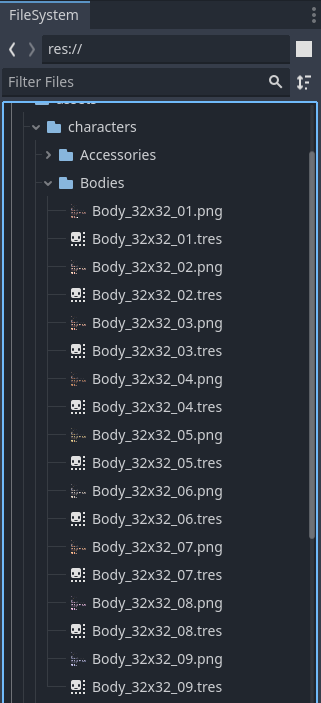 FileSystem
res://
Filter Files
assets
characters
Accessories
Bodies
Body_32x32_01.png
Body_32x32_01.tres
Body_32x32_02.png
Body_32x32_02.tres
Body_32x32_03.png
Body_32x32_03.tres
Body_32x32_04.png
Body_32x32_04.tres
Body_32x32_05.png
Body_32x32_05.tres
Body_32x32_06.png
Body_32x32_06.tres
Body_32x32_07.png
Body_32x32_07.tres
Body_32x32_08.png
Body_32x32_08.tres
Body_32x32_09.png
Body_32x32_09.tres